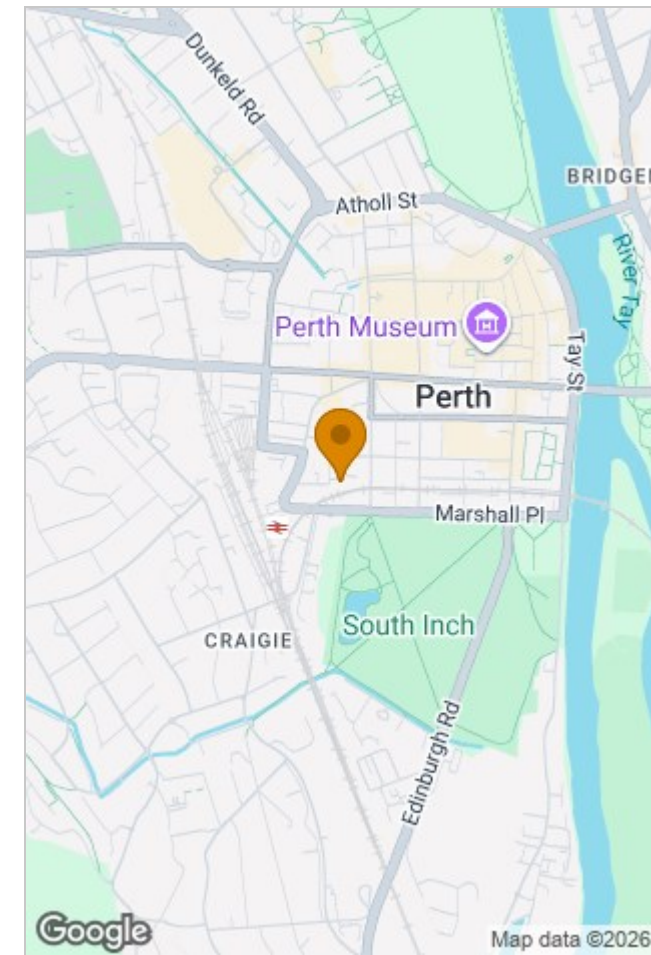 Dunkeld Rd
Atholl St
BRIDGEN
River Tay
Perth Museum
Tay St
Perth
Marshall Pl
South Inch
CRAIGIE
Edinburgh Rd
Google
Map data ©2026